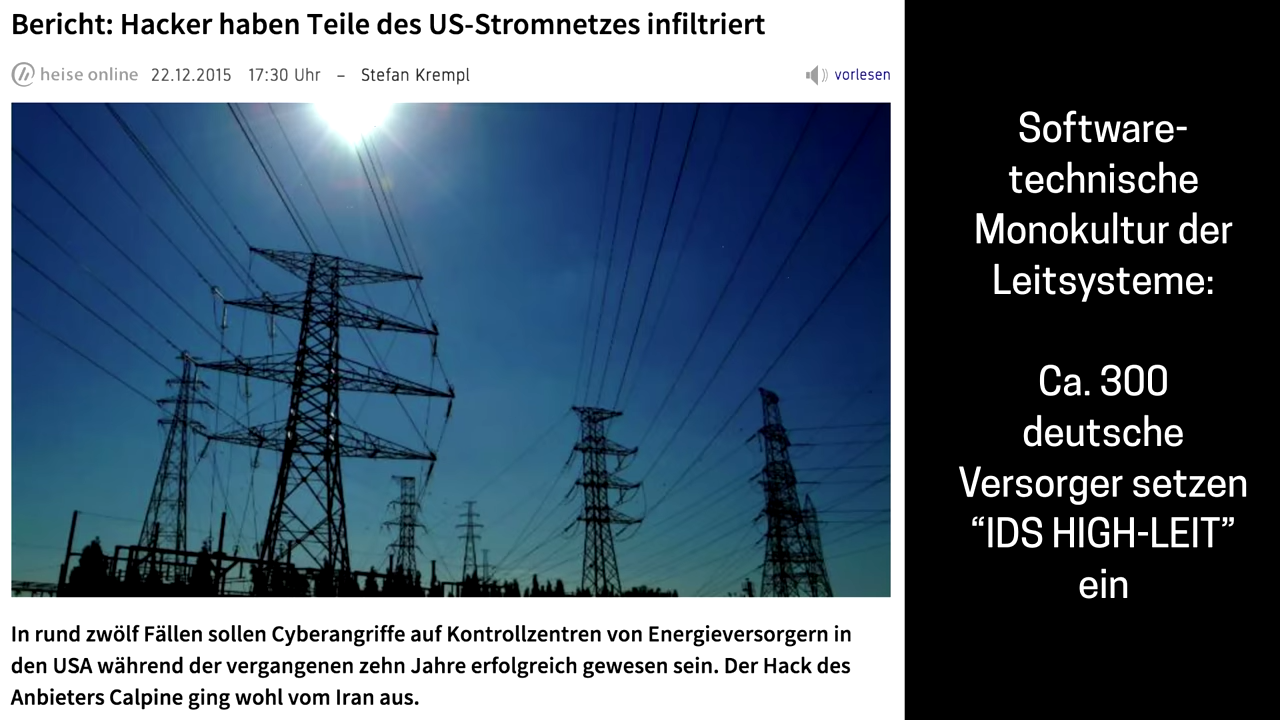 Bericht: Hacker haben Teile des US-Stromnetzes infiltriert
heise online 22.12.2015 17:30 Uhr – Stefan Krempl
vorlesen
In rund zwölf Fällen sollen Cyberangriffe auf Kontrollzentren von Energieversorgern in
den USA während der vergangenen zehn Jahre erfolgreich gewesen sein. Der Hack des
Anbieters Calpine ging wohl vom Iran aus.
Software-
technische
Monokultur der
Leitsysteme:
Ca. 300
deutsche
Versorger setzen
“IDS HIGH-LEIT”
ein